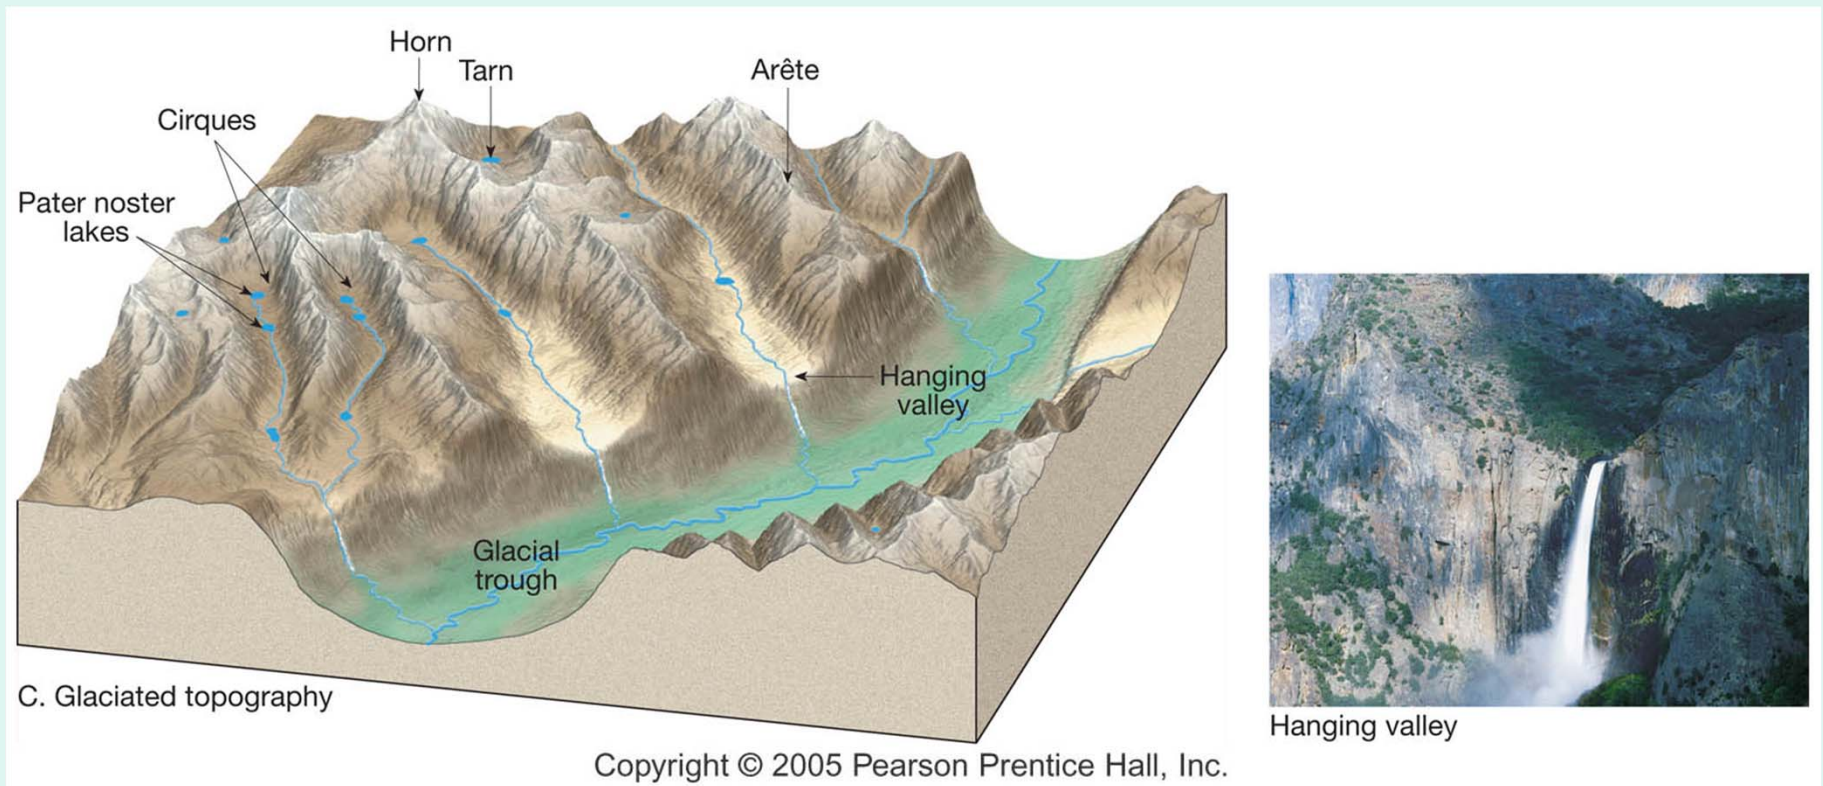 Horn
Tarn
Arête
Cirques
Pater noster
lakes
Hanging
valley
Glacial
trough
C. Glaciated topography
Hanging valley
Copyright © 2005 Pearson Prentice Hall, Inc.